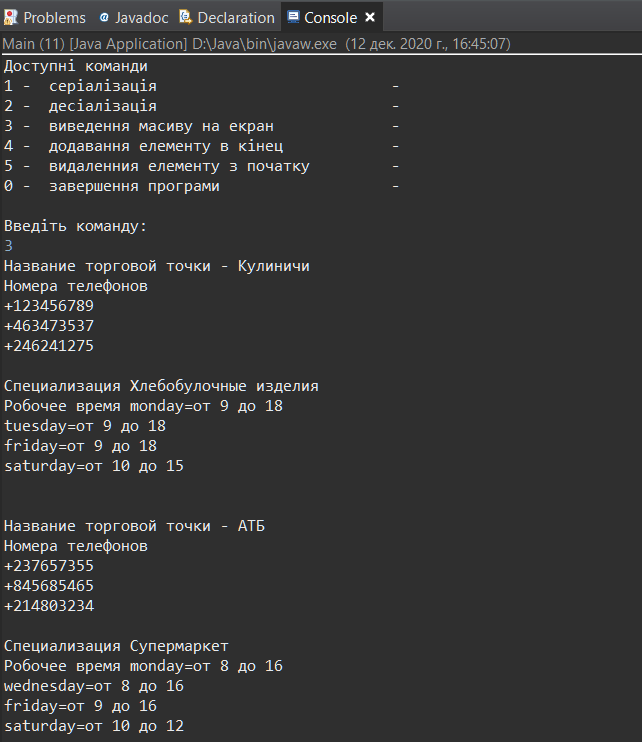 Problems @ Javadoc Declaration Console
Main (11) [Java Application] D:\Java\bin\javaw.exe (12 дек. 2020 г., 16:45:07)
Доступні команди
1 - серіалізація -
2 - десіалізація -
3 - виведення масиву на екран -
4 - додавання елементу в кінец -
5 - видаленния елементу з початку -
0 - завершення програми -
Введіть команду:
3
Название торговой точки - Кулиничи
Номера телефонов
+123456789
+463473537
+246241275
Специализация Хлебобулочные изделия
Робочее время monday=от 9 до 18
tuesday=от 9 до 18
friday=от 9 до 18
saturday=от 10 до 15
Название торговой точки - АТБ
Номера телефонов
+237657355
+845685465
+214803234
Специализация Супермаркет
Робочее время monday=от 8 до 16
wednesday=от 8 до 16
friday=от 9 до 16
saturday=от 10 до 12